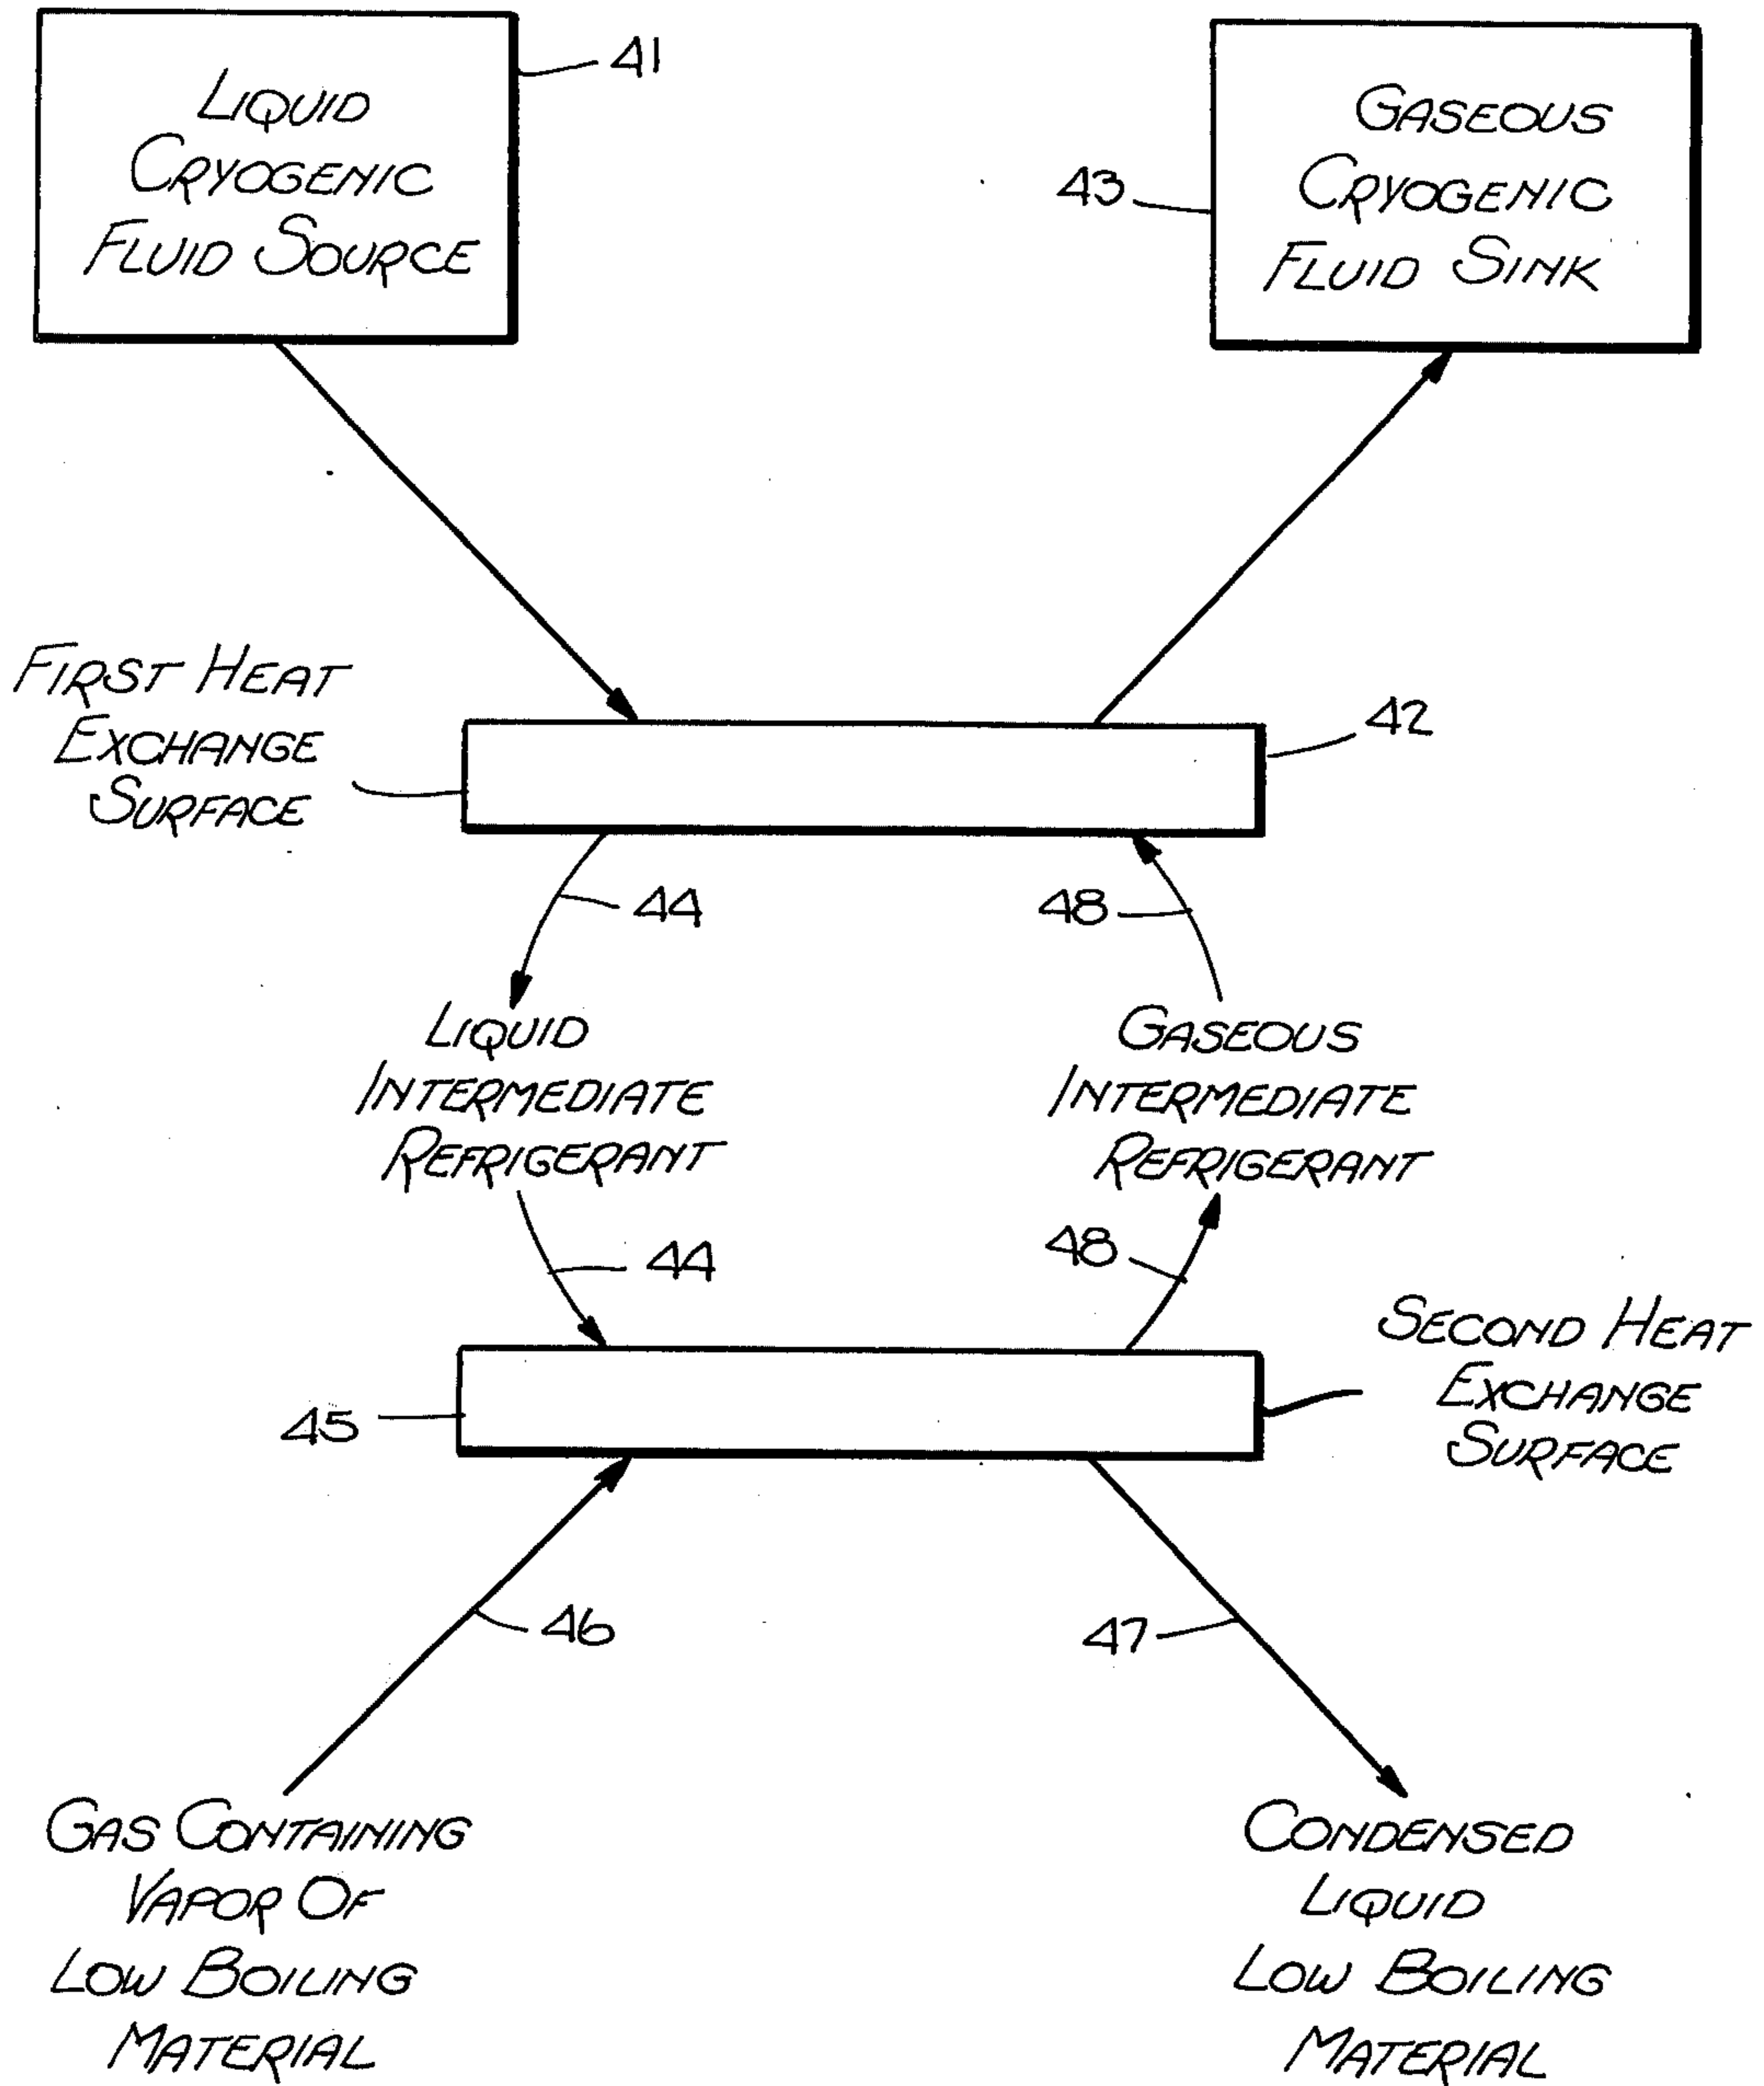 LIQUID
CRYOGENIC
FLUID SOURCE
41
GASEOUS
CRYOGENIC
FLUID SINK
43
FIRST HEAT
EXCHANGE
SURFACE
42
44
48
LIQUID
INTERMEDIATE
REFRIGERANT
GASEOUS
INTERMEDIATE
REFRIGERANT
44
48
45
SECOND HEAT
EXCHANGE
SURFACE
46
47
GAS CONTAINING
VAPOR OF
LOW BOILING
MATERIAL
CONDENSED
LIQUID
LOW BOILING
MATERIAL